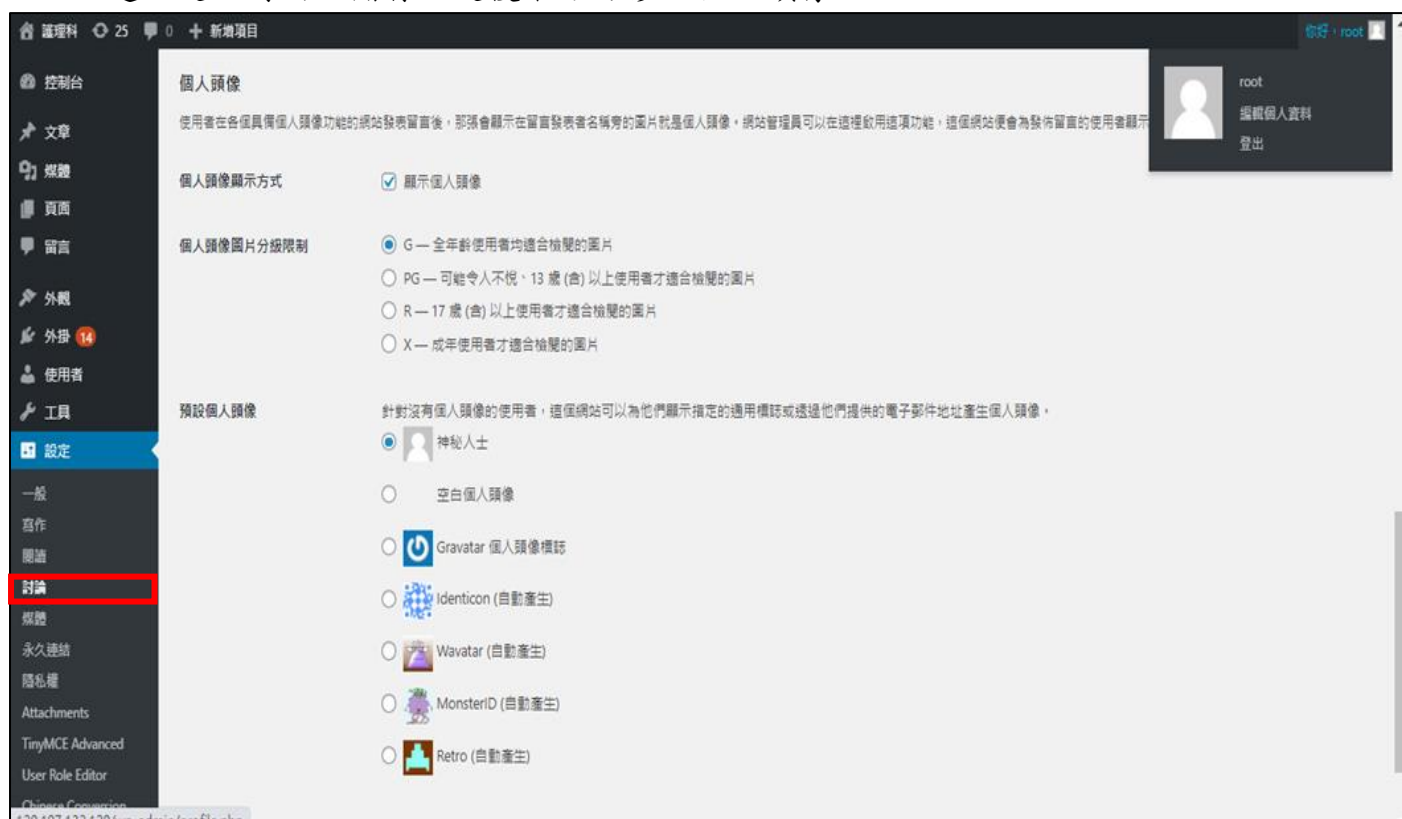 護理科 25 0 新增項目 你好,root
root
編輯個人資料
登出
控制台
文章
媒體
頁面
留言
外觀
外掛 14
使用者
工具
設定
一般
寫作
閱讀
討論
媒體
永久連結
隱私權
Attachments
TinyMCE Advanced
User Role Editor
Chinese Conversion
個人頭像
使用者在各個具備個人頭像功能的網站發表留言後,那張會顯示在留言發表者名稱旁的圖片就是個人頭像。網站管理員可以在這裡啟用這項功能,這個網站便會為發佈留言的使用者顯示
個人頭像顯示方式 顯示個人頭像
個人頭像圖片分級限制 G — 全年齡使用者均適合檢閱的圖片
PG — 可能令人不悅、13 歲 (含) 以上使用者才適合檢閱的圖片
R — 17 歲 (含) 以上使用者才適合檢閱的圖片
X — 成年使用者才適合檢閱的圖片
預設個人頭像 針對沒有個人頭像的使用者,這個網站可以為他們顯示指定的通用標誌或透過他們提供的電子郵件地址產生個人頭像。
神秘人士
空白個人頭像
Gravatar 個人頭像標誌
Identicon (自動產生)
Wavatar (自動產生)
MonsterID (自動產生)
Retro (自動產生)